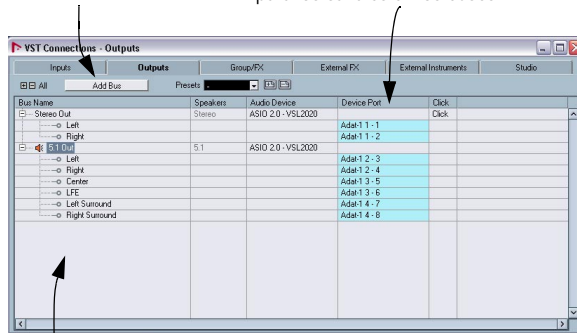 VST Connections - Outputs
Inputs Outputs Group/FX External FX External Instruments Studio
All Add Bus Presets -
Bus Name Speakers Audio Device Device Port Click
Stereo Out Stereo ASIO 2.0 - VSL2020 Click
Left Adat-1 1 - 1
Right Adat-1 1 - 2
5.1 Out 5.1 ASIO 2.0 - VSL2020
Left Adat-1 2 - 3
Right Adat-1 2 - 4
Center Adat-1 3 - 5
LFE Adat-1 3 - 6
Left Surround Adat-1 4 - 7
Right Surround Adat-1 4 - 8